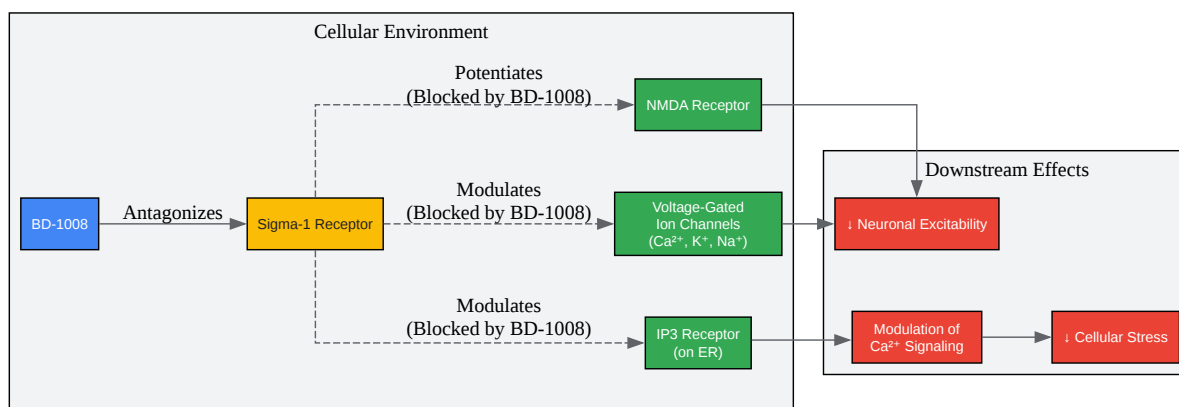 Cellular Environment
Potentiates
(Blocked by BD-1008)
NMDA Receptor
Downstream Effects
BD-1008
Antagonizes
Sigma-1 Receptor
Modulates
(Blocked by BD-1008)
Voltage-Gated
Ion Channels
(Ca²⁺, K⁺, Na⁺)
↓ Neuronal Excitability
Modulates
(Blocked by BD-1008)
IP3 Receptor
(on ER)
Modulation of
Ca²⁺ Signaling
↓ Cellular Stress